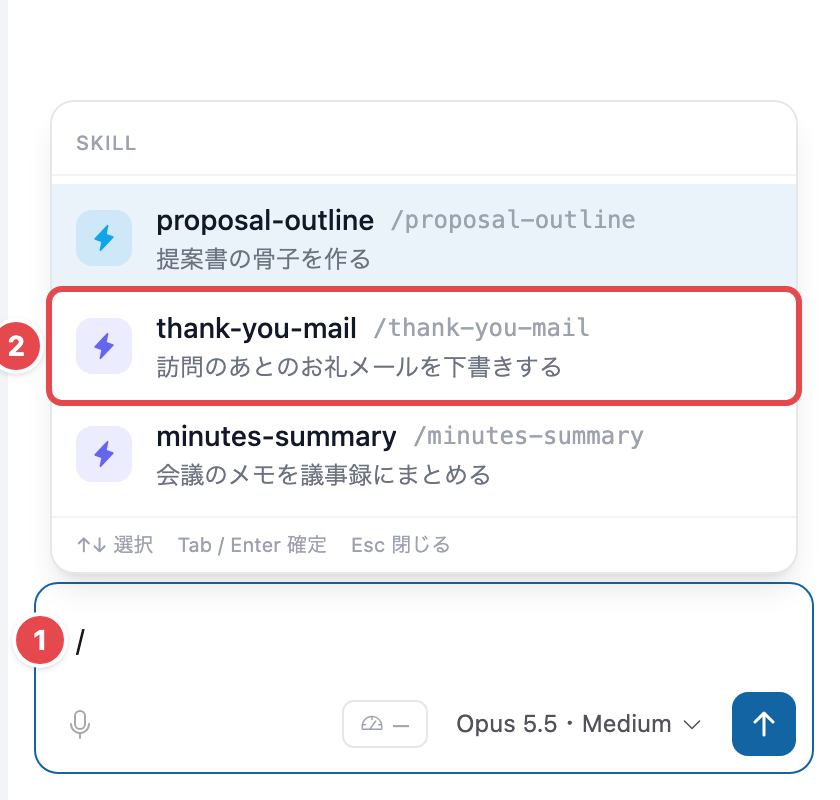 SKILL
proposal-outline /proposal-outline
提案書の骨子を作る
2
thank-you-mail /thank-you-mail
訪問のあとのお礼メールを下書きする
minutes-summary /minutes-summary
会議のメモを議事録にまとめる
↑↓ 選択 Tab / Enter 確定 Esc 閉じる
1 /
– Opus 5.5・Medium